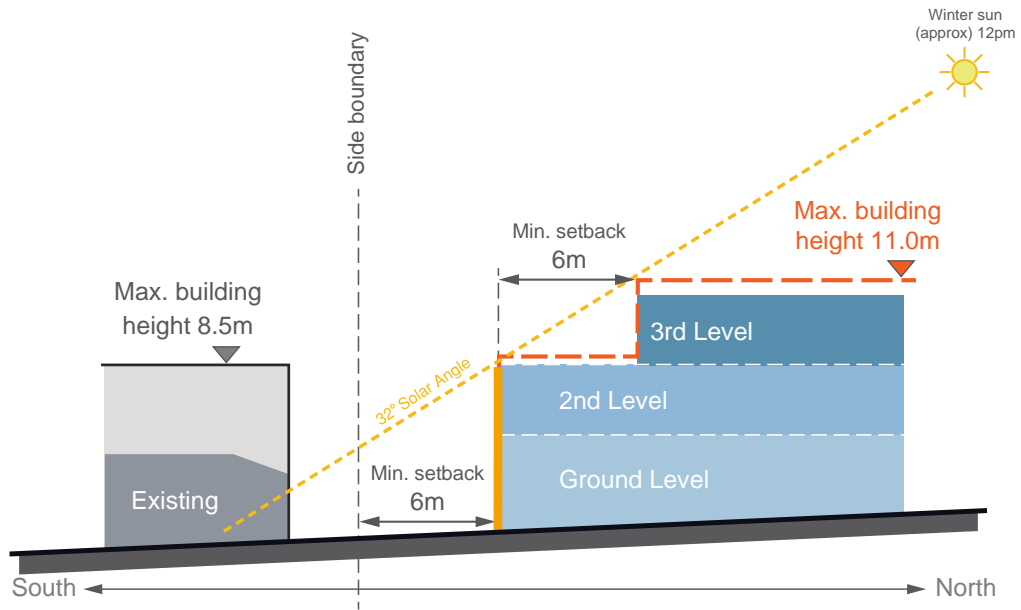 Winter sun
(approx) 12pm
Side boundary
Max. building
height 11.0m
Min. setback
6m
Max. building
height 8.5m
3rd Level
32º Solar Angle
2nd Level
Min. setback
6m
Ground Level
Existing
South
North